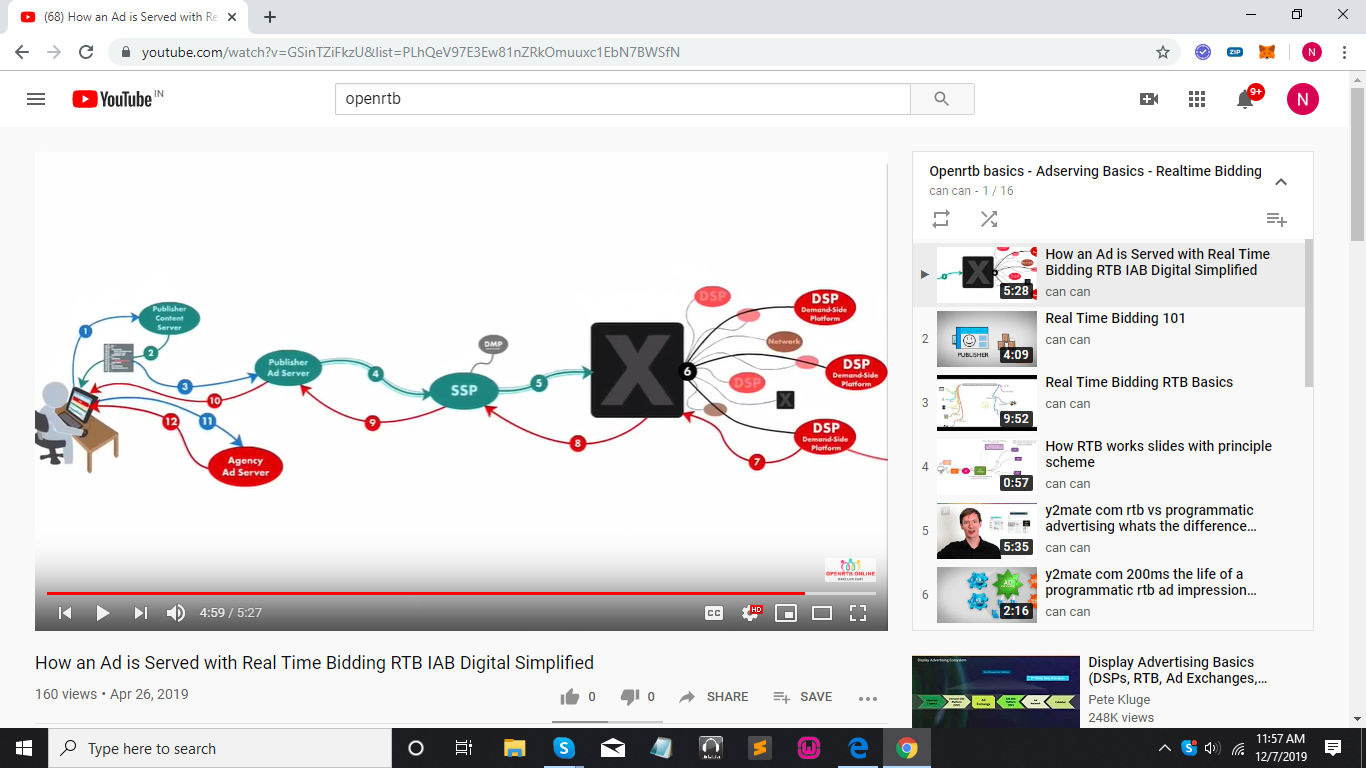 (68) How an Ad is Served with Re
youtube.com/watch?v=GSinTZiFkzU&list=PLhQeV97E3Ew81nZRkOmuuxc1EbN7BWSfN
ZIP
N
YouTube IN
openrtb
9+
N
Publisher
Content
Server
1
2
3
Publisher
Ad Server
4
DMP
SSP
5
X
6
DSP
DSP
Demand-Side
Platform
Network
DSP
Demand-Side
Platform
DSP
X
DSP
Demand-Side
Platform
7
8
9
10
11
12
Agency
Ad Server
OPENRTB.ONLINE
MAKE LIFE EASY
4:59 / 5:27
CC
HD
How an Ad is Served with Real Time Bidding RTB IAB Digital Simplified
160 views • Apr 26, 2019
0
0
SHARE
SAVE
Openrtb basics - Adserving Basics - Realtime Bidding
can can - 1 / 16
How an Ad is Served with Real Time
Bidding RTB IAB Digital Simplified
can can
5:28
2
Real Time Bidding 101
can can
PUBLISHER
4:09
3
Real Time Bidding RTB Basics
can can
9:52
4
How RTB works slides with principle
scheme
can can
0:57
5
y2mate com rtb vs programmatic
advertising whats the difference...
can can
5:35
6
y2mate com 200ms the life of a
programmatic rtb ad impression...
can can
AD
2:16
Display Advertising Ecosystem
Display Advertising Basics
(DSPs, RTB, Ad Exchanges,...
Pete Kluge
248K views
Type here to search
11:57 AM
12/7/2019